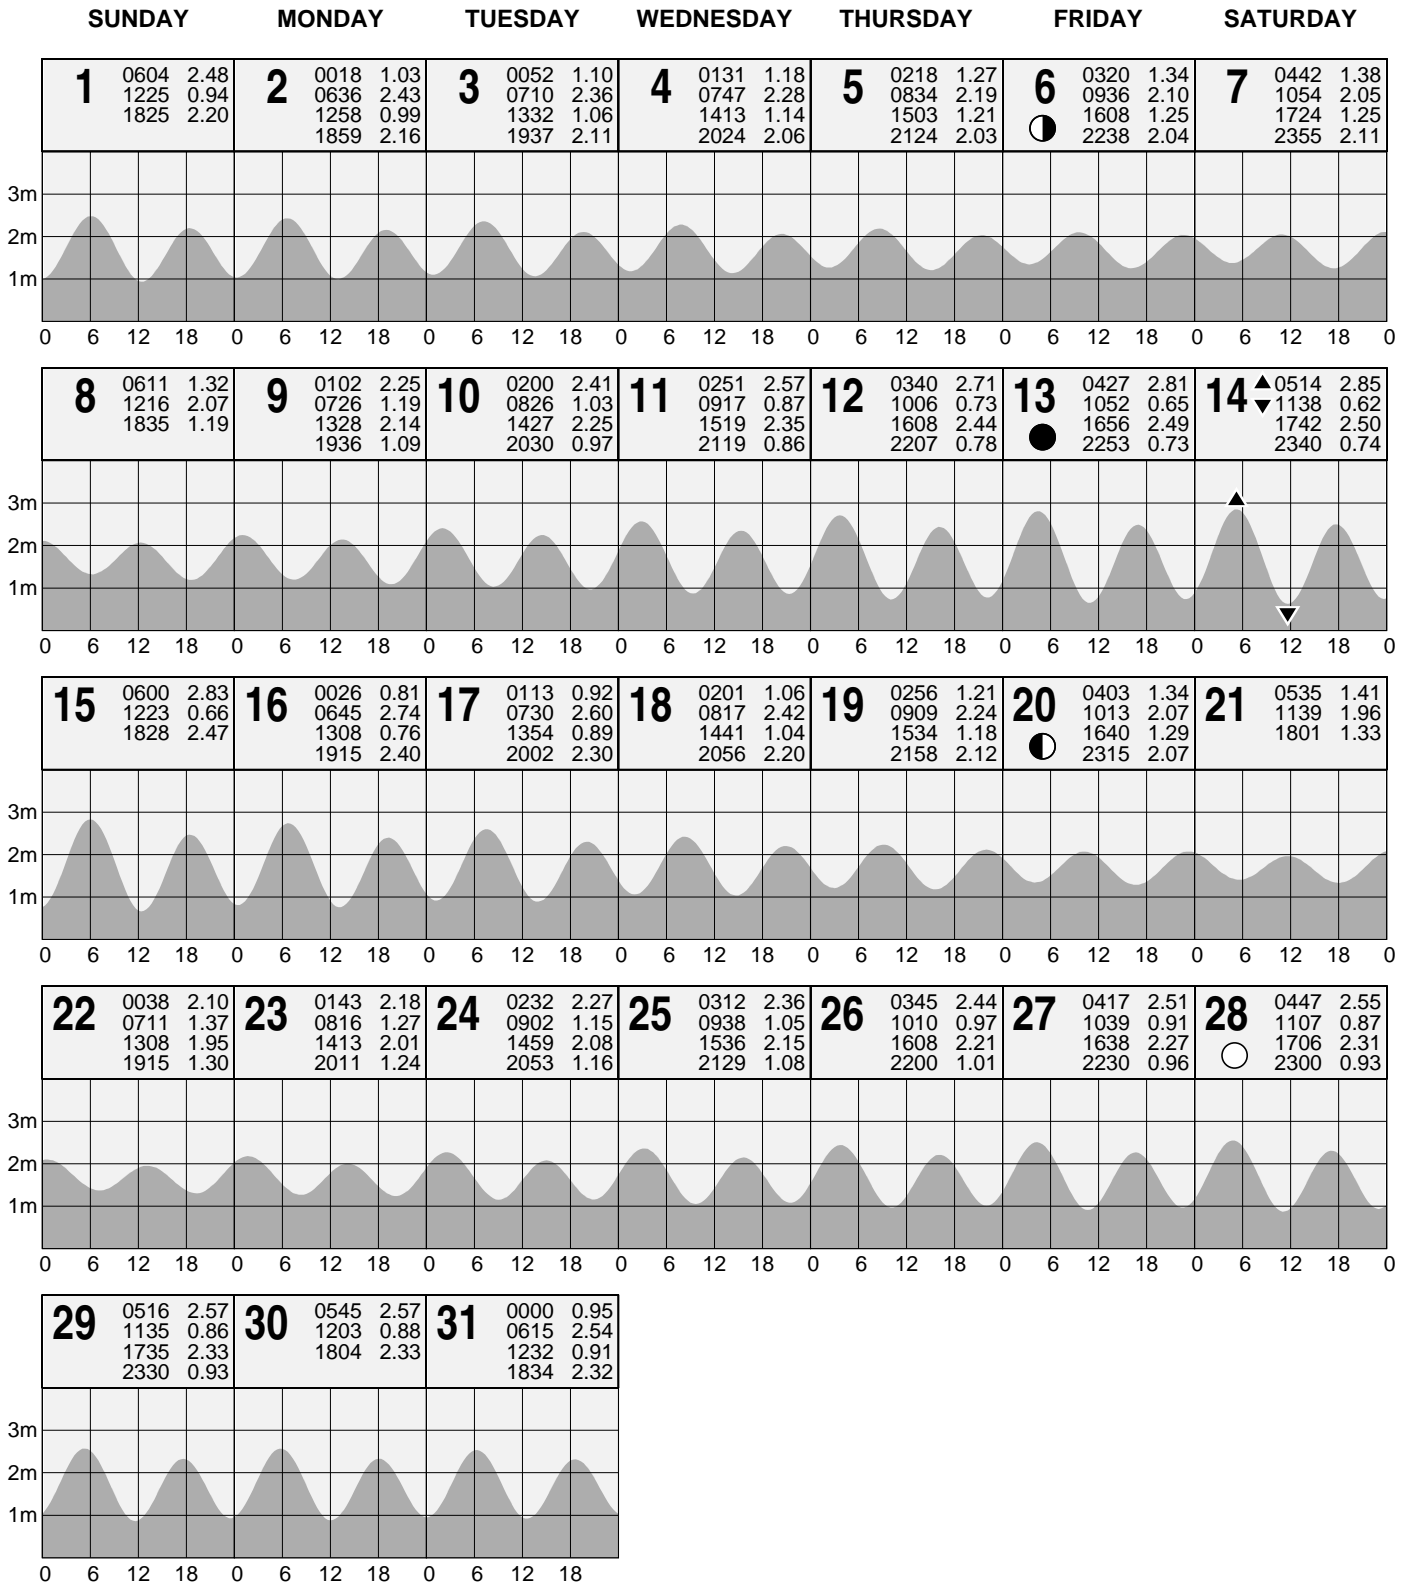 SUNDAY MONDAY TUESDAY WEDNESDAY THURSDAY FRIDAY SATURDAY
1 0604 2.48
1225 0.94
1825 2.20
2 0018 1.03
0636 2.43
1258 0.99
1859 2.16
3 0052 1.10
0710 2.36
1332 1.06
1937 2.11
4 0131 1.18
0747 2.28
1413 1.14
2024 2.06
5 0218 1.27
0834 2.19
1503 1.21
2124 2.03
6 0320 1.34
0936 2.10
1608 1.25
2238 2.04
7 0442 1.38
1054 2.05
1724 1.25
2355 2.11
3m
2m
1m
0 6 12 18 0 6 12 18 0 6 12 18 0 6 12 18 0 6 12 18 0 6 12 18 0 6 12 18 0
8 0611 1.32
1216 2.07
1835 1.19
9 0102 2.25
0726 1.19
1328 2.14
1936 1.09
10 0200 2.41
0826 1.03
1427 2.25
2030 0.97
11 0251 2.57
0917 0.87
1519 2.35
2119 0.86
12 0340 2.71
1006 0.73
1608 2.44
2207 0.78
13 0427 2.81
1052 0.65
1656 2.49
2253 0.73
14 0514 2.85
1138 0.62
1742 2.50
2340 0.74
3m
2m
1m
0 6 12 18 0 6 12 18 0 6 12 18 0 6 12 18 0 6 12 18 0 6 12 18 0 6 12 18 0
15 0600 2.83
1223 0.66
1828 2.47
16 0026 0.81
0645 2.74
1308 0.76
1915 2.40
17 0113 0.92
0730 2.60
1354 0.89
2002 2.30
18 0201 1.06
0817 2.42
1441 1.04
2056 2.20
19 0256 1.21
0909 2.24
1534 1.18
2158 2.12
20 0403 1.34
1013 2.07
1640 1.29
2315 2.07
21 0535 1.41
1139 1.96
1801 1.33
3m
2m
1m
0 6 12 18 0 6 12 18 0 6 12 18 0 6 12 18 0 6 12 18 0 6 12 18 0 6 12 18 0
22 0038 2.10
0711 1.37
1308 1.95
1915 1.30
23 0143 2.18
0816 1.27
1413 2.01
2011 1.24
24 0232 2.27
0902 1.15
1459 2.08
2053 1.16
25 0312 2.36
0938 1.05
1536 2.15
2129 1.08
26 0345 2.44
1010 0.97
1608 2.21
2200 1.01
27 0417 2.51
1039 0.91
1638 2.27
2230 0.96
28 0447 2.55
1107 0.87
1706 2.31
2300 0.93
3m
2m
1m
0 6 12 18 0 6 12 18 0 6 12 18 0 6 12 18 0 6 12 18 0 6 12 18 0 6 12 18 0
29 0516 2.57
1135 0.86
1735 2.33
2330 0.93
30 0545 2.57
1203 0.88
1804 2.33
31 0000 0.95
0615 2.54
1232 0.91
1834 2.32
3m
2m
1m
0 6 12 18 0 6 12 18 0 6 12 18